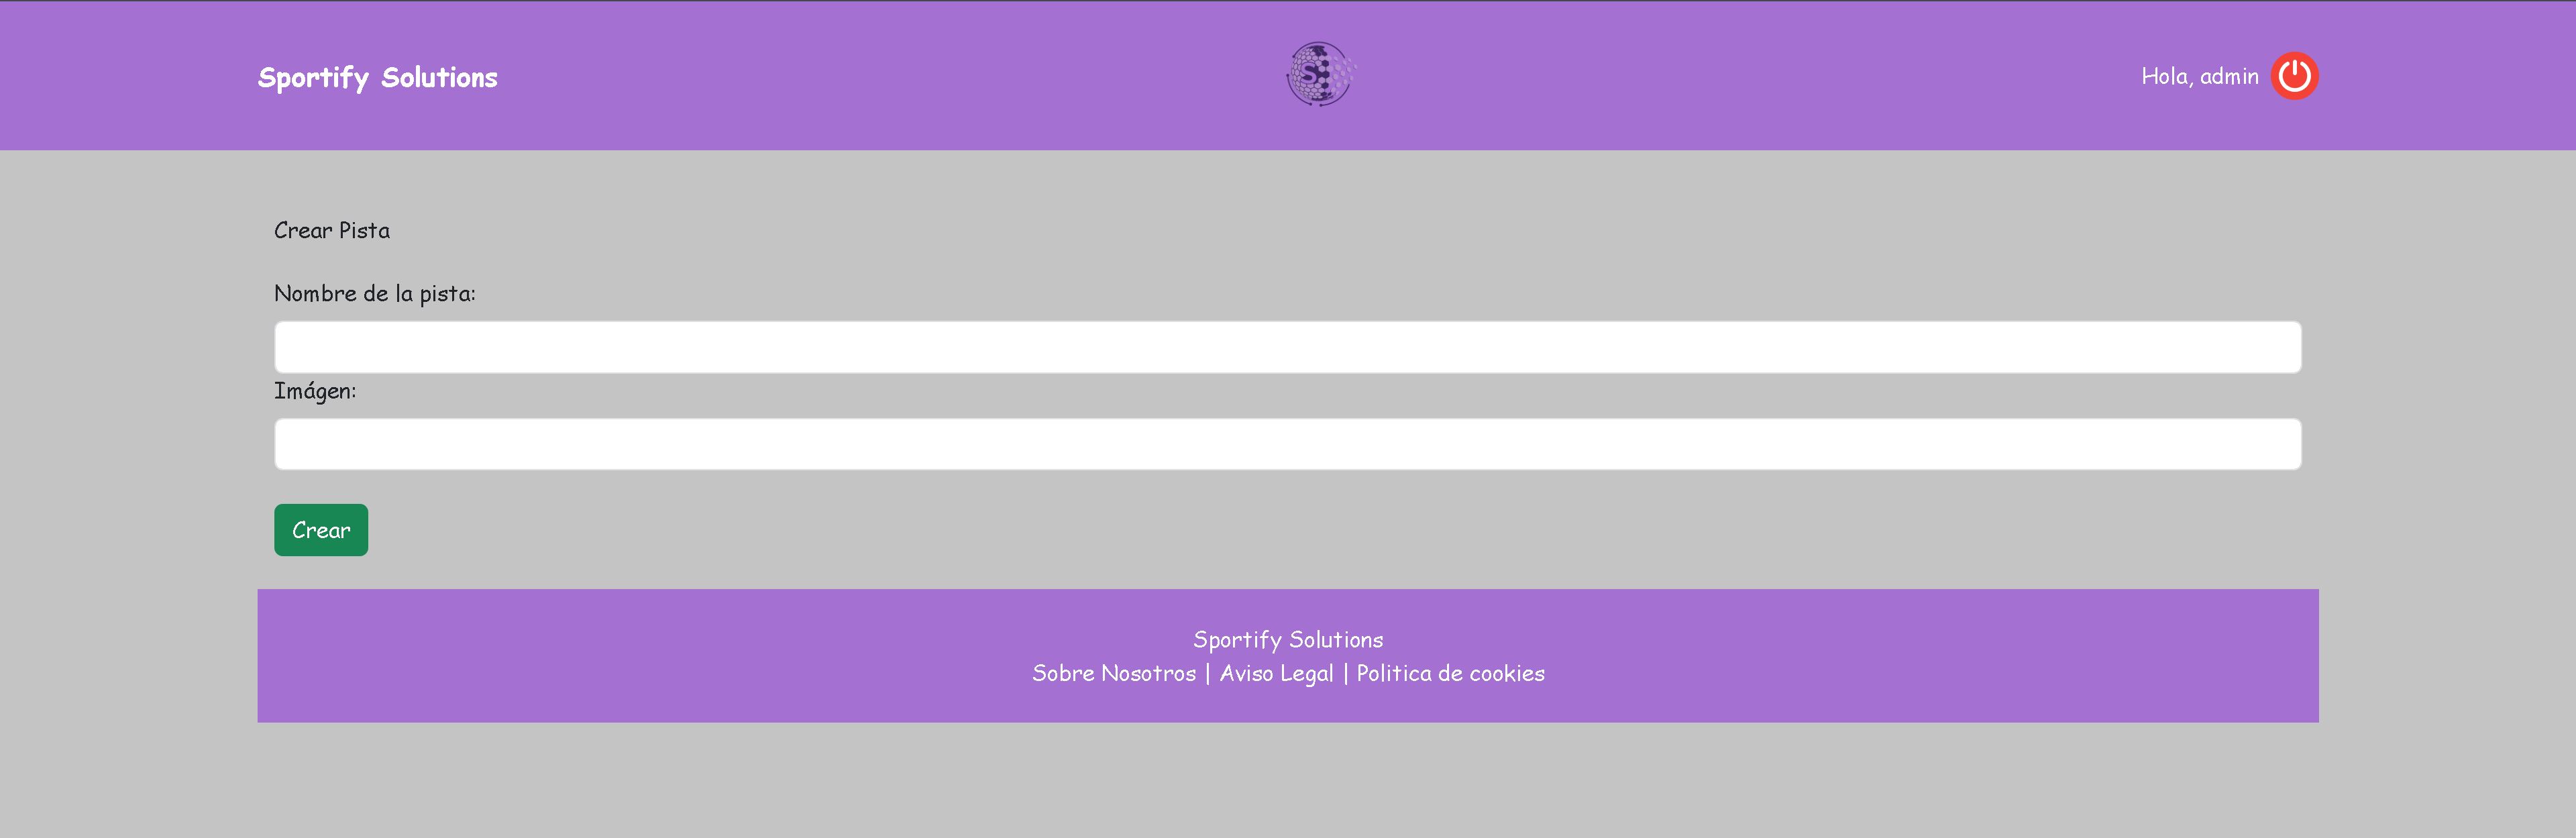 Sportify Solutions
S
Hola, admin
Crear Pista
Nombre de la pista:
Imágen:
Crear
Sportify Solutions
Sobre Nosotros | Aviso Legal | Politica de cookies